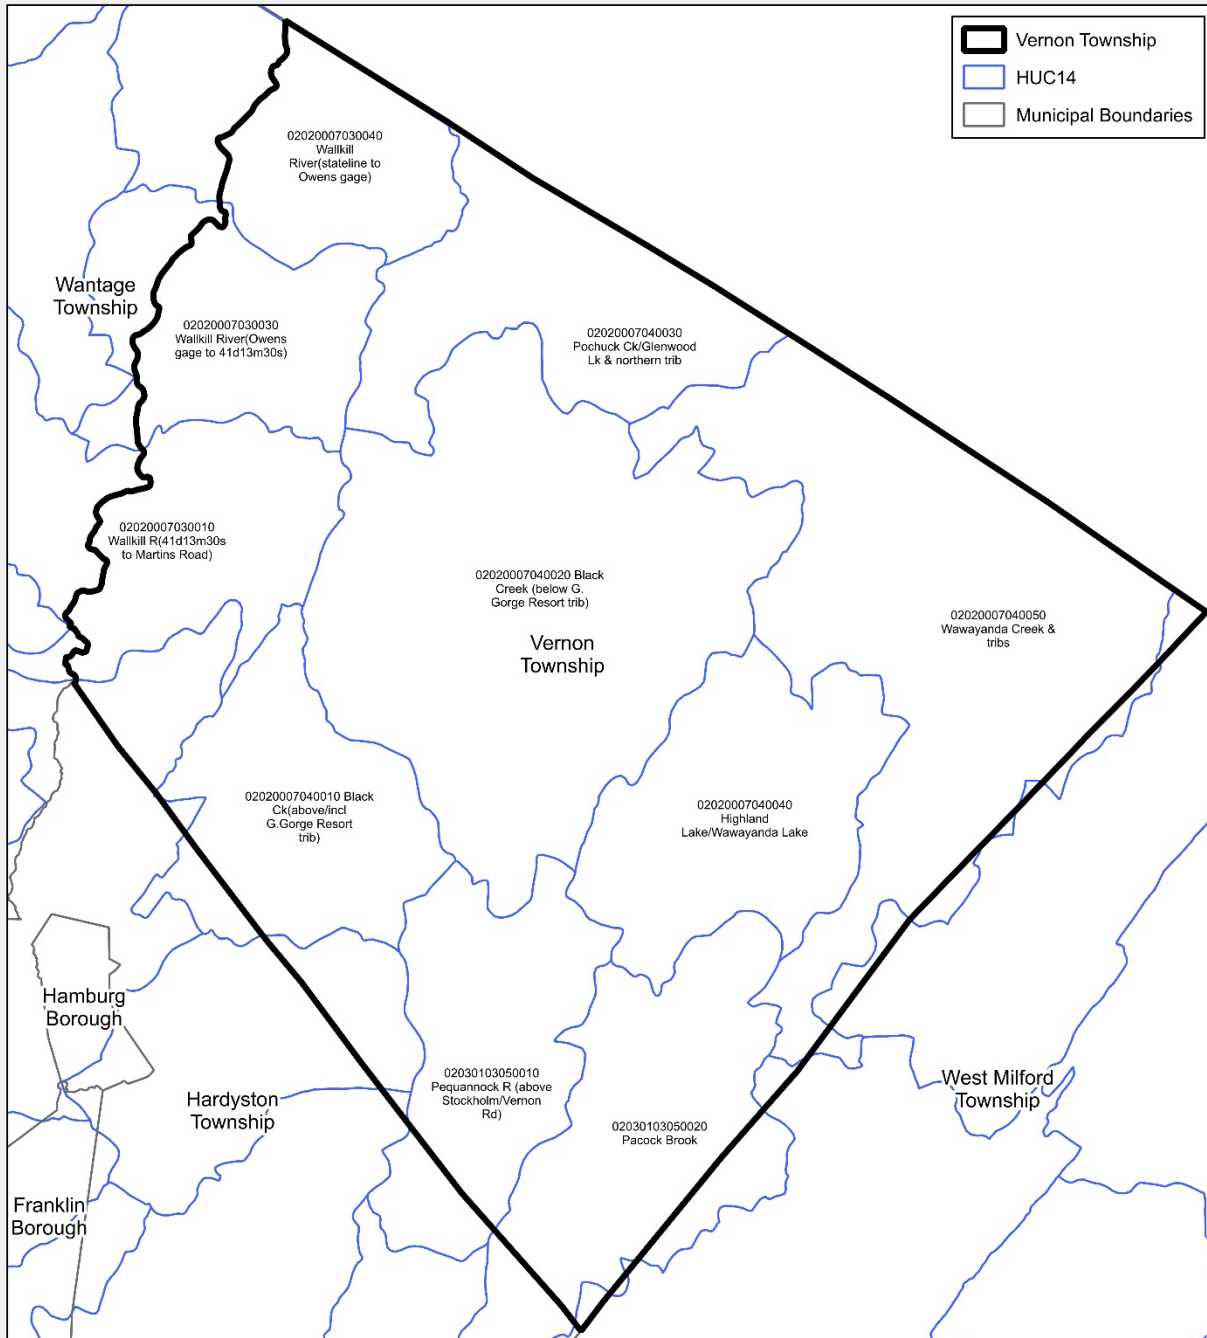 Vernon Township
HUC14
Municipal Boundaries
02020007030040
Wallkill
River(stateline to
Owens gage)
Wantage
Township
02020007030030
Wallkill River(Owens
gage to 41d13m30s)
02020007040030
Pochuck Ck/Glenwood
Lk & northern trib
02020007030010
Wallkill R(41d13m30s
to Martins Road)
02020007040020 Black
Creek (below G.
Gorge Resort trib)
Vernon
Township
02020007040050
Wawayanda Creek &
tribs
02020007040010 Black
Ck(above/incl
G.Gorge Resort
trib)
02020007040040
Highland
Lake/Wawayanda Lake
Hamburg
Borough
Hardyston
Township
02030103050010
Pequannock R (above
Stockholm/Vernon
Rd)
02030103050020
Pacock Brook
West Milford
Township
Franklin
Borough